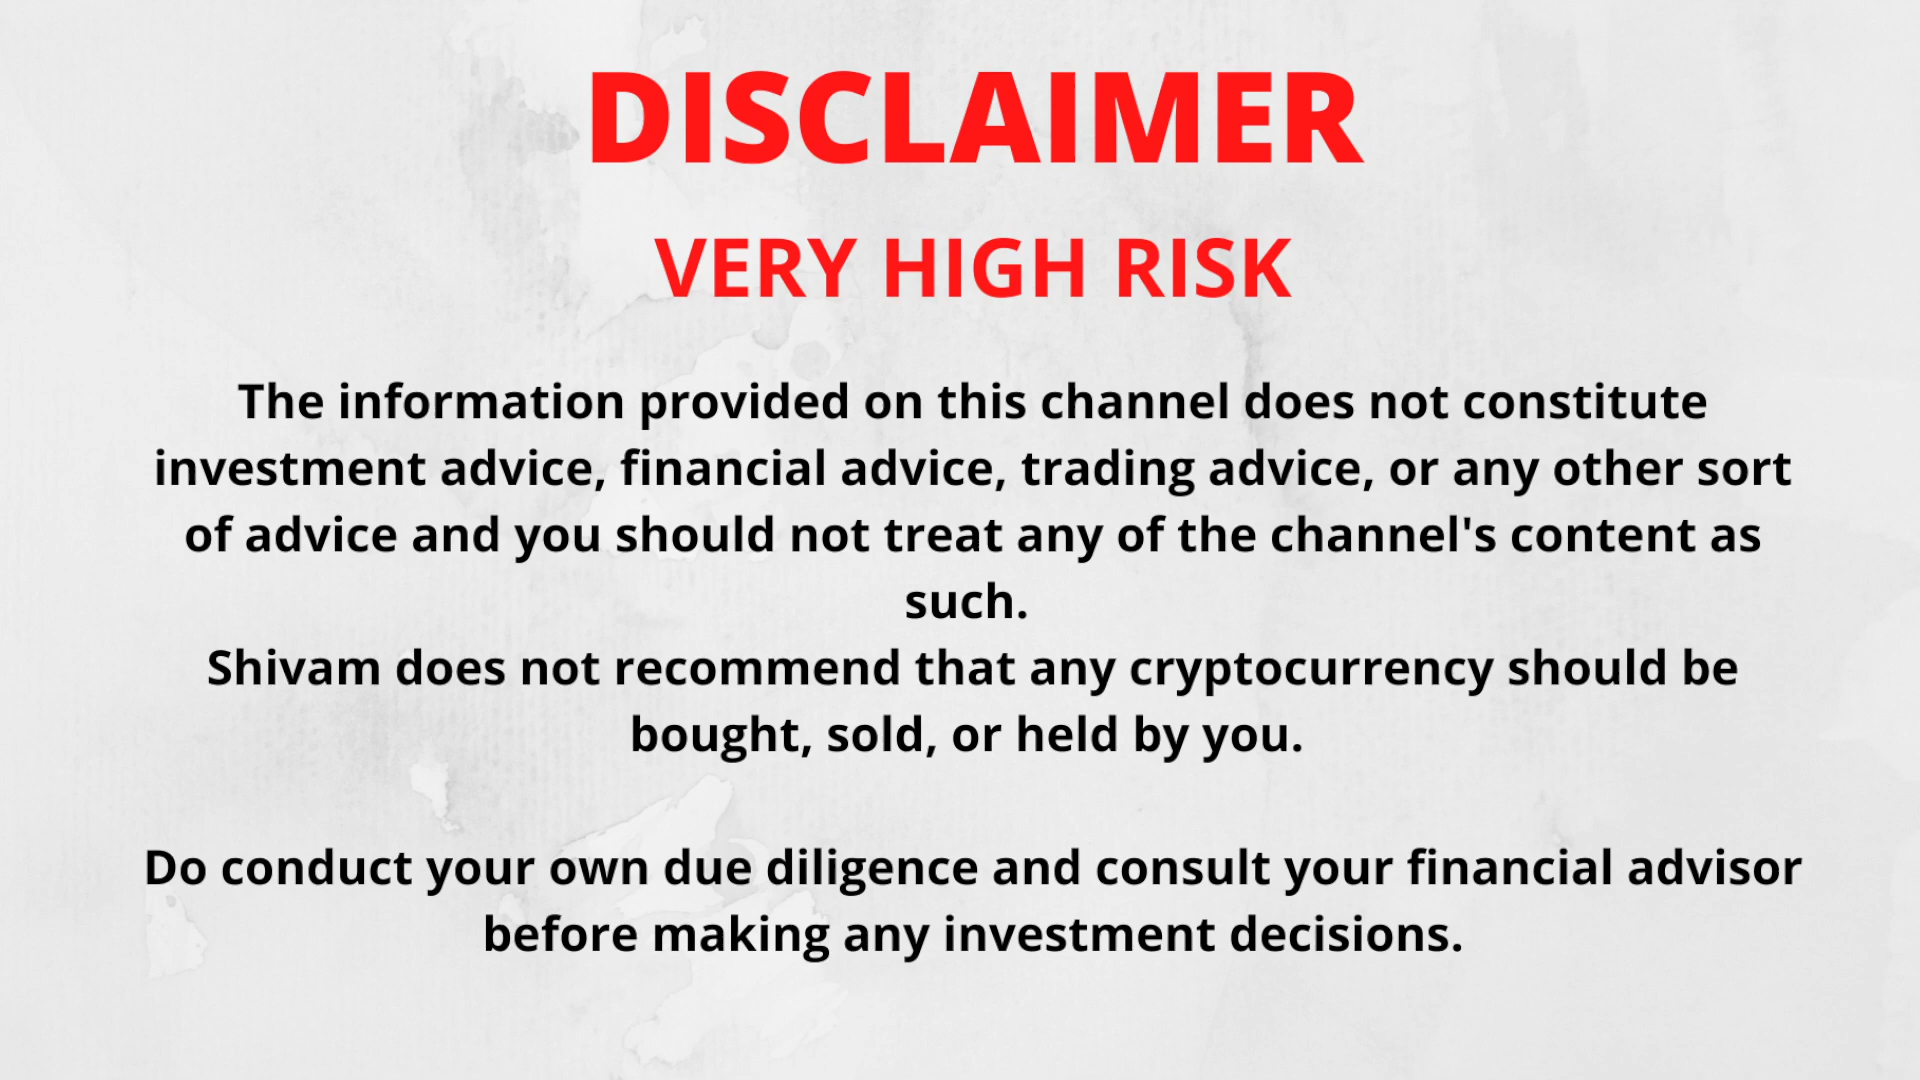 DISCLAIMER
VERY HIGH RISK
The information provided on this channel does not constitute
investment advice, financial advice, trading advice, or any other sort
of advice and you should not treat any of the channel's content as
such.
Shivam does not recommend that any cryptocurrency should be
bought, sold, or held by you.
Do conduct your own due diligence and consult your financial advisor
before making any investment decisions.